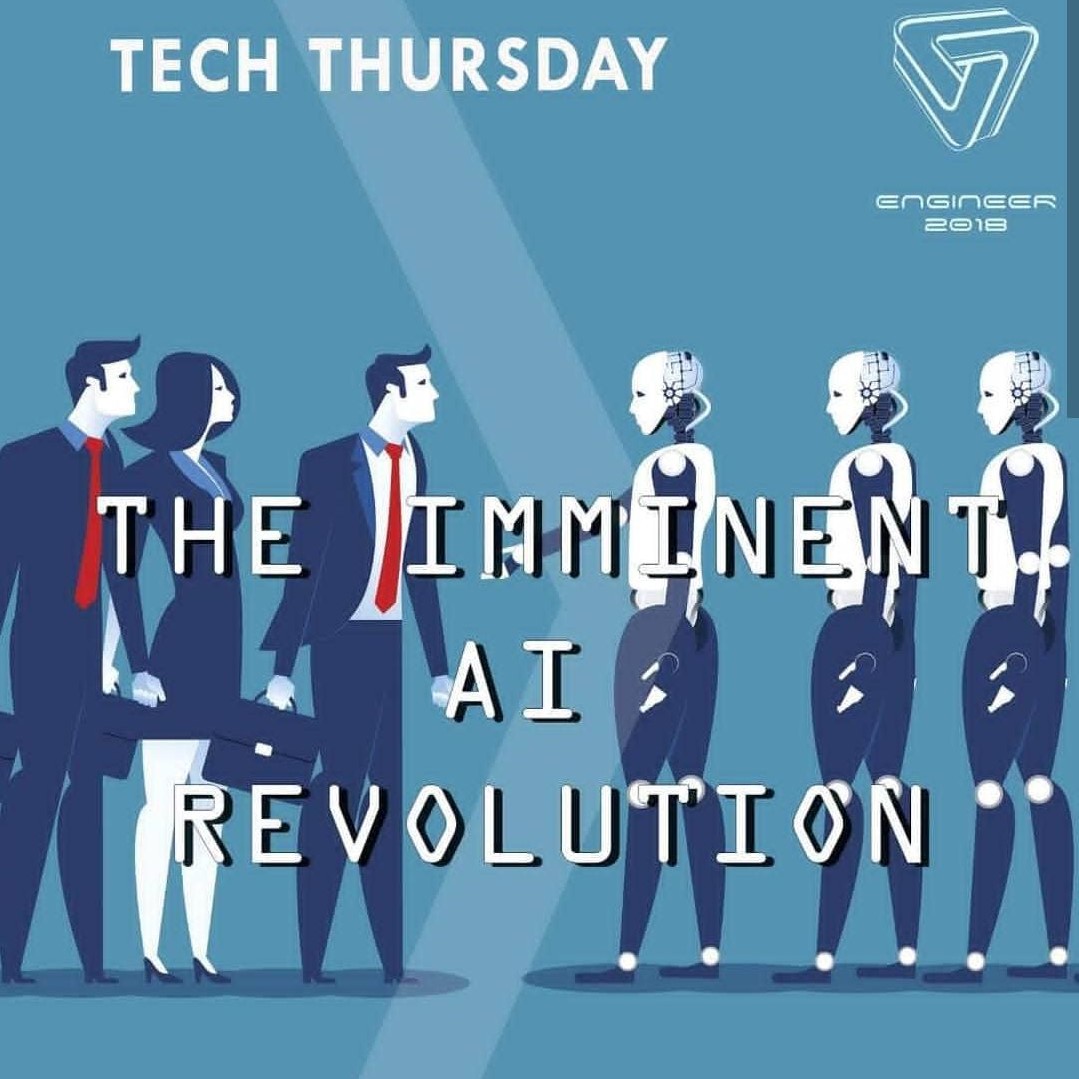 TECH THURSDAY
ENGINEER
2018
THE IMMINENT
AI
REVOLUTION